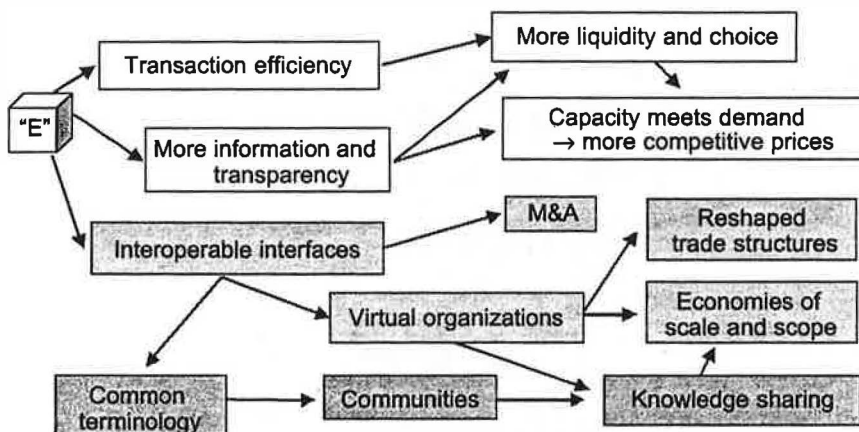 More liquidity and choice
Transaction efficiency
"E"
Capacity meets demand
→ more competitive prices
More information and
transparency
M&A
Reshaped
trade structures
Interoperable interfaces
Virtual organizations
Economies of
scale and scope
Common
terminology
Communities
Knowledge sharing